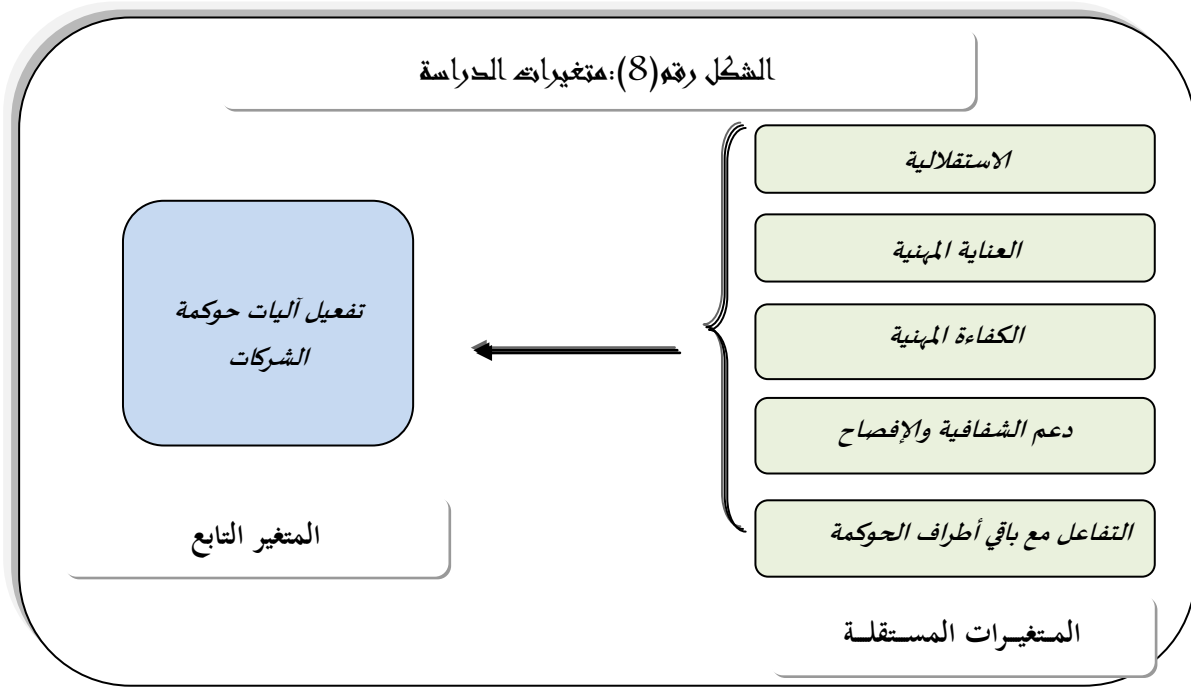 الشكل رقم(8):متغيرات الدراسة
الاستقلالية
العناية المهنية
الكفاءة المهنية
دعم الشفافية والإفصاح
التفاعل مع باقي أطراف الحوكمة
المتغيرات المستقلة
تفعيل آليات حوكمة
الشركات
المتغير التابع